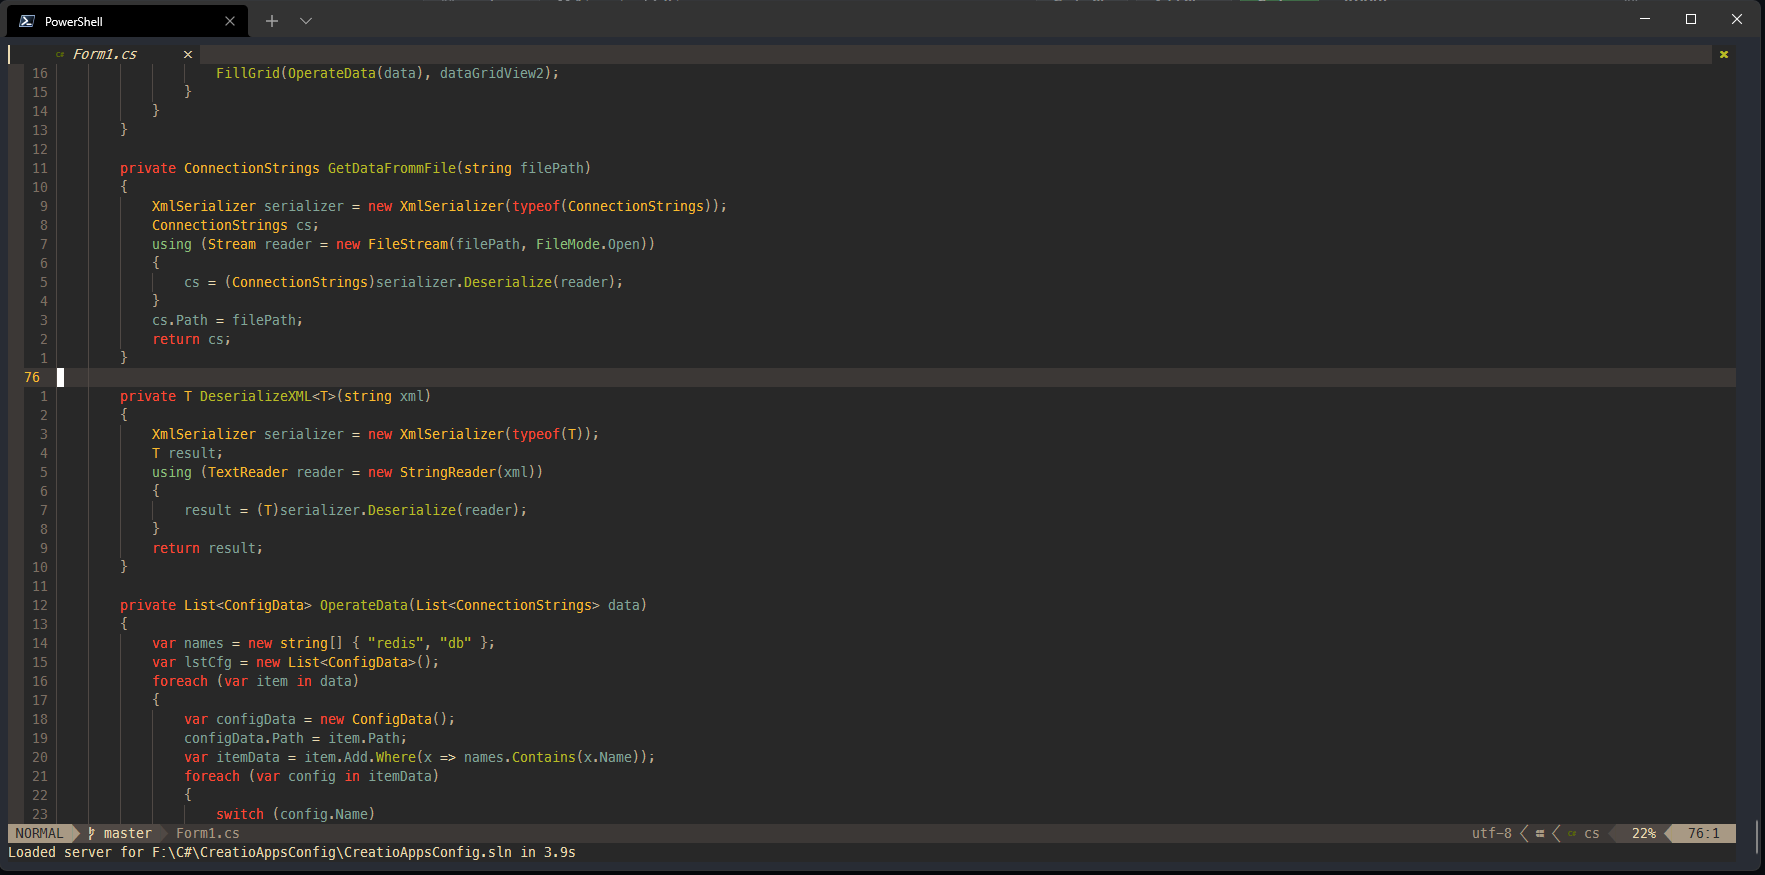 PowerShell
Form1.cs
16 FillGrid(OperateData(data), dataGridView2);
15 }
14 }
13 }
12
11 private ConnectionStrings GetDataFrommFile(string filePath)
10 {
9 XmlSerializer serializer = new XmlSerializer(typeof(ConnectionStrings));
8 ConnectionStrings cs;
7 using (Stream reader = new FileStream(filePath, FileMode.Open))
6 {
5 cs = (ConnectionStrings)serializer.Deserialize(reader);
4 }
3 cs.Path = filePath;
2 return cs;
1 }
76
1 private T DeserializeXML<T>(string xml)
2 {
3 XmlSerializer serializer = new XmlSerializer(typeof(T));
4 T result;
5 using (TextReader reader = new StringReader(xml))
6 {
7 result = (T)serializer.Deserialize(reader);
8 }
9 return result;
10 }
11
12 private List<ConfigData> OperateData(List<ConnectionStrings> data)
13 {
14 var names = new string[] { "redis", "db" };
15 var lstCfg = new List<ConfigData>();
16 foreach (var item in data)
17 {
18 var configData = new ConfigData();
19 configData.Path = item.Path;
20 var itemData = item.Add.Where(x => names.Contains(x.Name));
21 foreach (var config in itemData)
22 {
23 switch (config.Name)
NORMAL master Form1.cs utf-8 cs 22% 76:1
Loaded server for F:\C#\CreatioAppsConfig\CreatioAppsConfig.sln in 3.9s